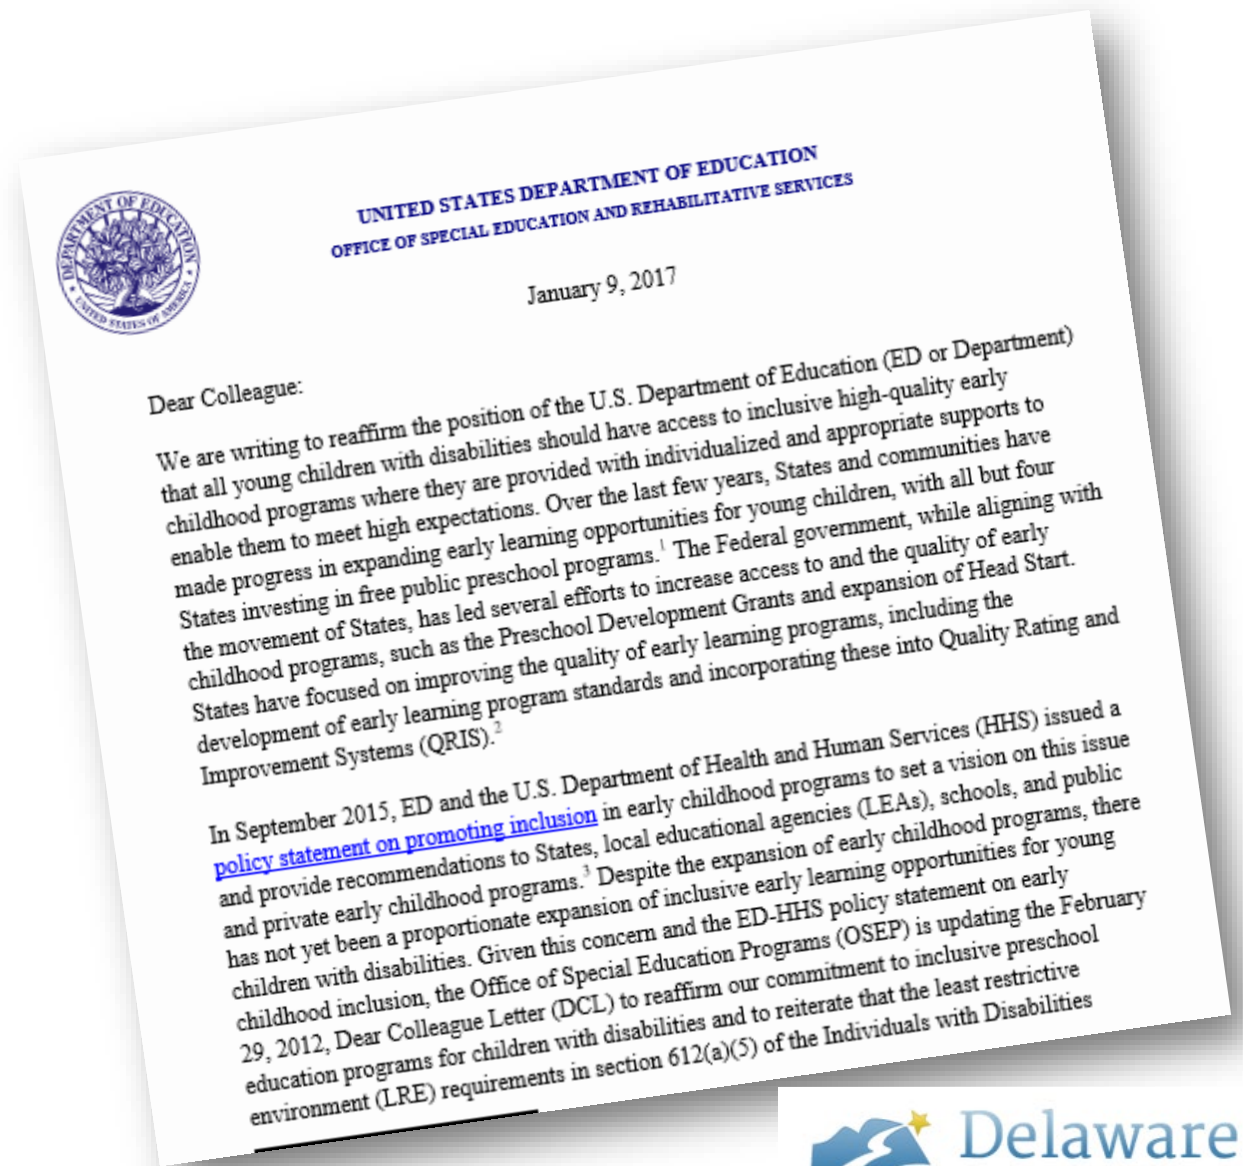 DEPARTMENT OF EDUCATION
UNITED STATES OF AMERICA
UNITED STATES DEPARTMENT OF EDUCATION
OFFICE OF SPECIAL EDUCATION AND REHABILITATIVE SERVICES
January 9, 2017
Dear Colleague:
We are writing to reaffirm the position of the U.S. Department of Education (ED or Department)
that all young children with disabilities should have access to inclusive high-quality early
childhood programs where they are provided with individualized and appropriate supports to
enable them to meet high expectations. Over the last few years, States and communities have
made progress in expanding early learning opportunities for young children, with all but four
States investing in free public preschool programs.1 The Federal government, while aligning with
the movement of States, has led several efforts to increase access to and the quality of early
childhood programs, such as the Preschool Development Grants and expansion of Head Start.
States have focused on improving the quality of early learning programs, including the
development of early learning program standards and incorporating these into Quality Rating and
Improvement Systems (QRIS).2
In September 2015, ED and the U.S. Department of Health and Human Services (HHS) issued a
policy statement on promoting inclusion in early childhood programs to set a vision on this issue
and provide recommendations to States, local educational agencies (LEAs), schools, and public
and private early childhood programs.3 Despite the expansion of early childhood programs, there
has not yet been a proportionate expansion of inclusive early learning opportunities for young
children with disabilities. Given this concern and the ED-HHS policy statement on early
childhood inclusion, the Office of Special Education Programs (OSEP) is updating the February
29, 2012, Dear Colleague Letter (DCL) to reaffirm our commitment to inclusive preschool
education programs for children with disabilities and to reiterate that the least restrictive
environment (LRE) requirements in section 612(a)(5) of the Individuals with Disabilities
Delaware